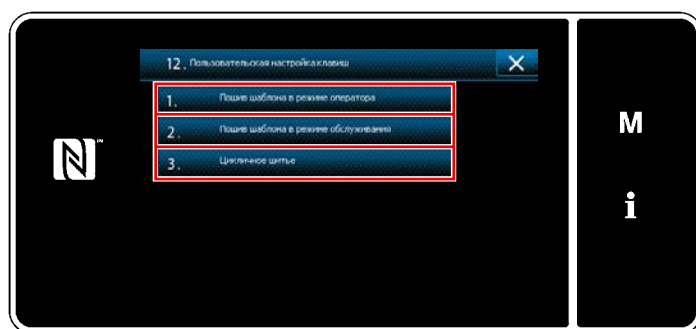 12. Пользовательская настройка клавиш
1. Пошив шаблона в режиме оператора
2. Пошив шаблона в режиме обслуживания
3. Цикличное шитье
M
i